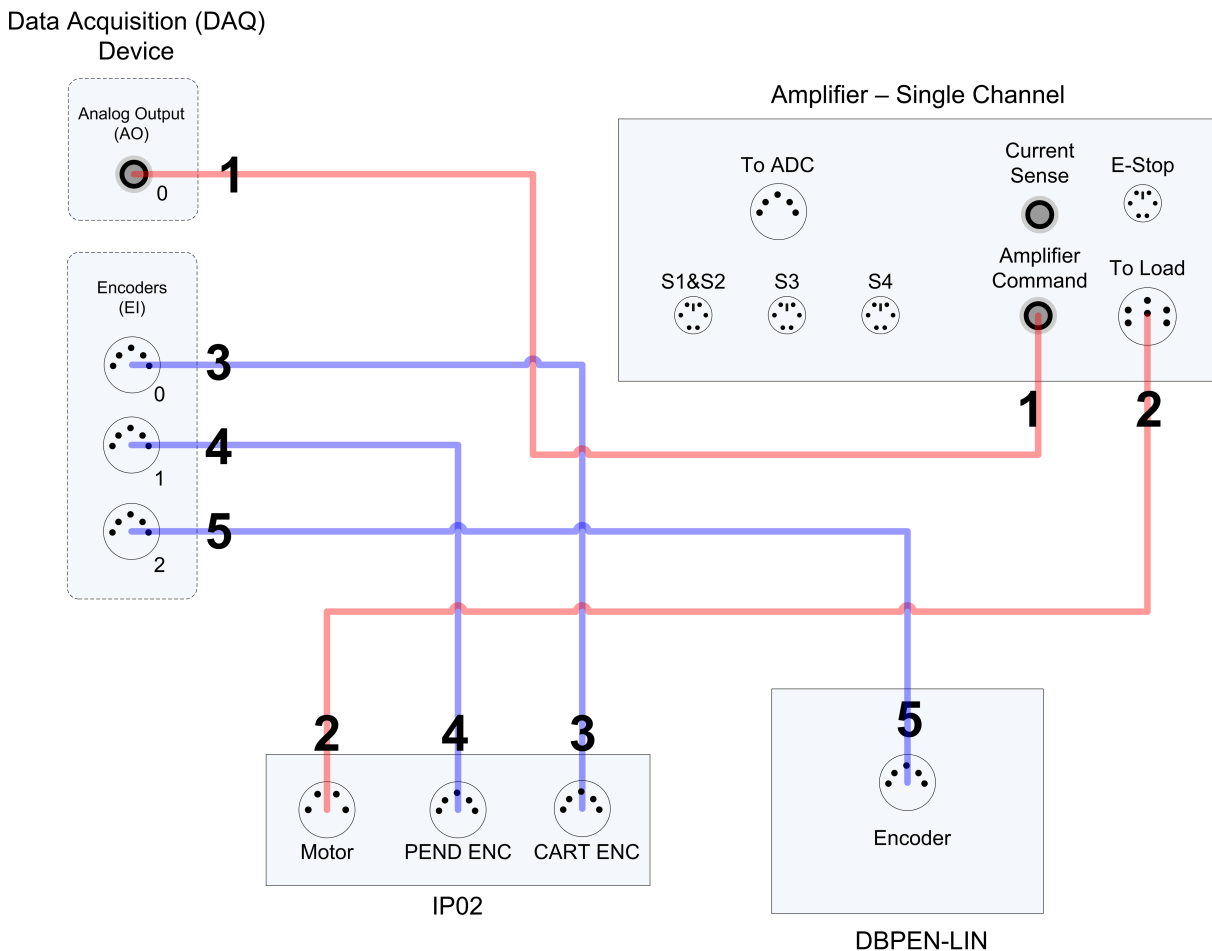 Data Acquisition (DAQ)
Device
Analog Output
(AO)
0
1
Encoders
(EI)
0
3
1
4
2
5
Amplifier – Single Channel
To ADC
Current
Sense
E-Stop
S1&S2
S3
S4
Amplifier
Command
To Load
1
2
2
4
3
Motor
PEND ENC
CART ENC
IP02
5
Encoder
DBPEN-LIN